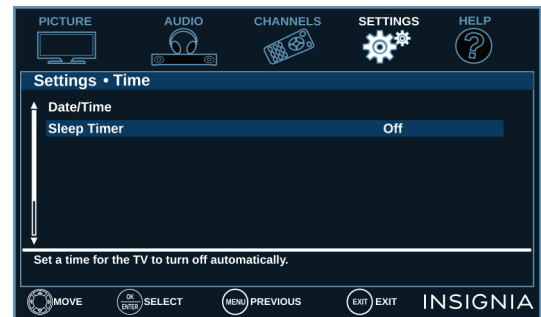 PICTURE AUDIO CHANNELS SETTINGS HELP
Settings • Time
Date/Time
Sleep Timer Off
Set a time for the TV to turn off automatically.
MOVE OK ENTER SELECT MENU PREVIOUS EXIT EXIT INSIGNIA